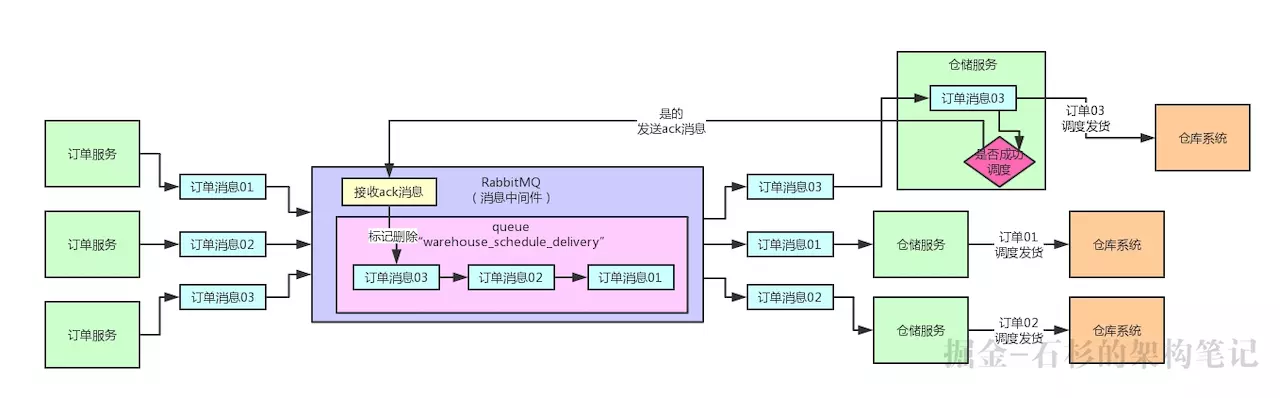 订单服务
订单消息01
订单服务
订单消息02
订单服务
订单消息03
RabbitMQ
（消息中间件）
接收ack消息
标记删除
queue
“warehouse_schedule_delivery”
订单消息03
订单消息02
订单消息01
是的
发送ack消息
订单消息03
订单消息01
订单消息02
仓储服务
订单消息03
是否成功
调度
订单03
调度发货
仓库系统
仓储服务
订单01
调度发货
仓库系统
仓储服务
订单02
调度发货
仓库系统
掘金-石杉的架构笔记